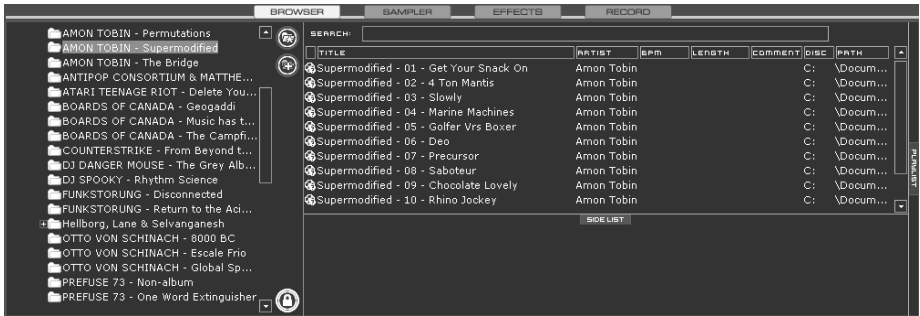 BROWSER SAMPLER EFFECTS RECORD
AMON TOBIN - Permutations
AMON TOBIN - Supermodified
AMON TOBIN - The Bridge
ANTIPOP CONSORTIUM & MATTHE...
ATARI TEENAGE RIOT - Delete You...
BOARDS OF CANADA - Geogaddi
BOARDS OF CANADA - Music has t...
BOARDS OF CANADA - The Campfi...
COUNTERSTRIKE - From Beyond t...
DJ DANGER MOUSE - The Grey Alb...
DJ SPOOKY - Rhythm Science
FUNKSTORUNG - Disconnected
FUNKSTORUNG - Return to the Aci...
Hellborg, Lane & Selvanganesh
OTTO VON SCHINACH - 8000 BC
OTTO VON SCHINACH - Escale Frio
OTTO VON SCHINACH - Global Sp...
PREFUSE 73 - Non-album
PREFUSE 73 - One Word Extinguisher
SEARCH:
TITLE ARTIST BPM LENGTH COMMENT DISC PATH
Supermodified - 01 - Get Your Snack On Amon Tobin C: \Docum...
Supermodified - 02 - 4 Ton Mantis Amon Tobin C: \Docum...
Supermodified - 03 - Slowly Amon Tobin C: \Docum...
Supermodified - 04 - Marine Machines Amon Tobin C: \Docum...
Supermodified - 05 - Golfer Vrs Boxer Amon Tobin C: \Docum...
Supermodified - 06 - Deo Amon Tobin C: \Docum...
Supermodified - 07 - Precursor Amon Tobin C: \Docum...
Supermodified - 08 - Saboteur Amon Tobin C: \Docum...
Supermodified - 09 - Chocolate Lovely Amon Tobin C: \Docum...
Supermodified - 10 - Rhino Jockey Amon Tobin C: \Docum...
SIDE LIST
PLAYLIST